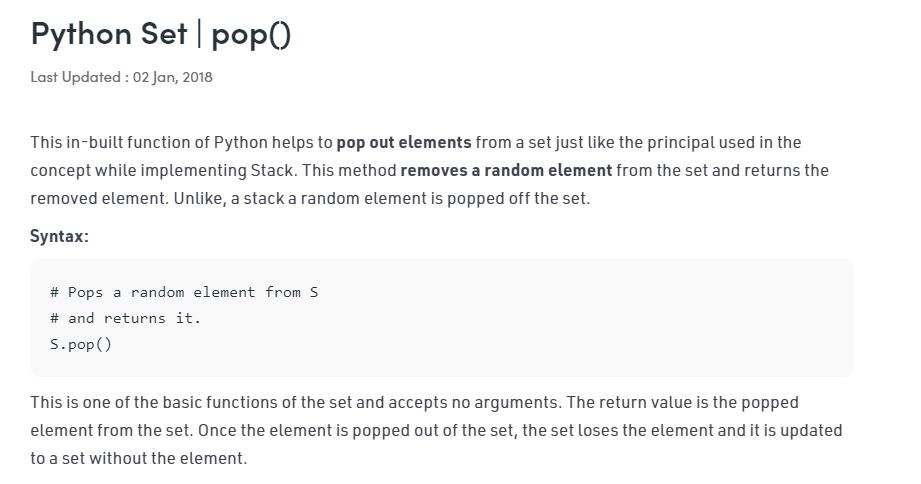 Python Set | pop()
Last Updated : 02 Jan, 2018
This in-built function of Python helps to pop out elements from a set just like the principal used in the
concept while implementing Stack. This method removes a random element from the set and returns the
removed element. Unlike, a stack a random element is popped off the set.
Syntax:
# Pops a random element from S
# and returns it.
S.pop()
This is one of the basic functions of the set and accepts no arguments. The return value is the popped
element from the set. Once the element is popped out of the set, the set loses the element and it is updated
to a set without the element.